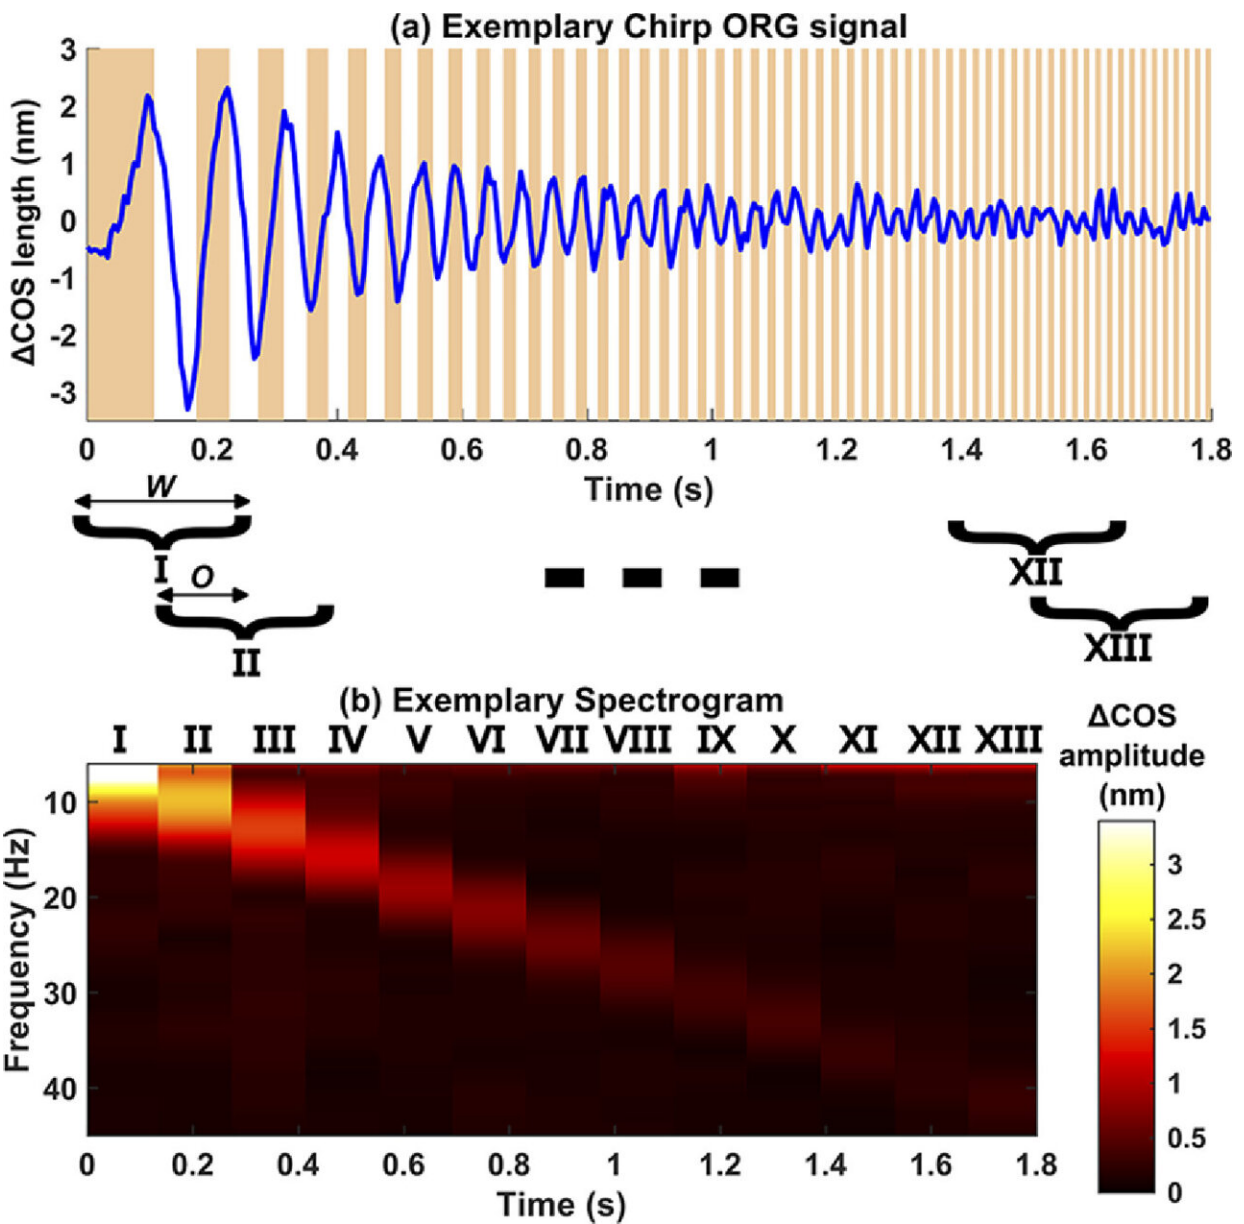 (a) Exemplary Chirp ORG signal
ΔCOS length (nm)
3
2
1
0
-1
-2
-3
0 0.2 0.4 0.6 0.8 1 1.2 1.4 1.6 1.8
Time (s)
W
I
O
II
XII
XIII
(b) Exemplary Spectrogram
I II III IV V VI VII VIII IX X XI XII XIII
Frequency (Hz)
10
20
30
40
0 0.2 0.4 0.6 0.8 1 1.2 1.4 1.6 1.8
Time (s)
ΔCOS
amplitude
(nm)
3
2.5
2
1.5
1
0.5
0